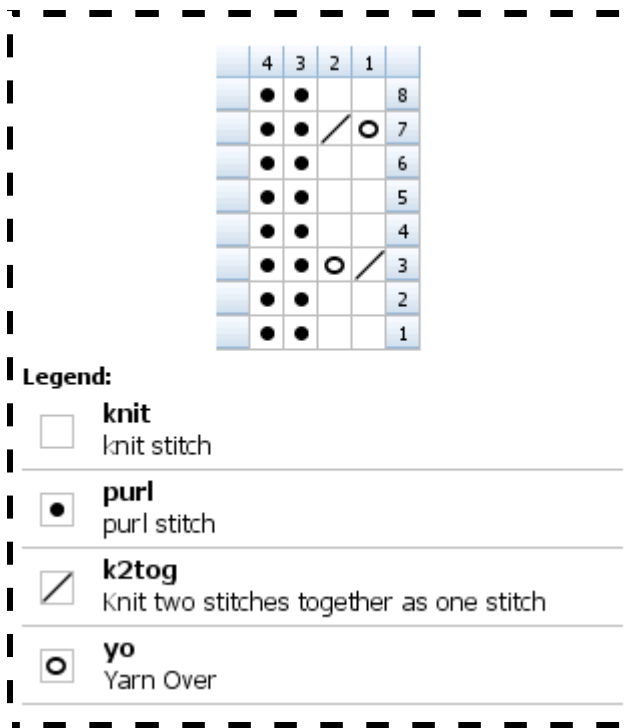 4 3 2 1
8
7
6
5
4
3
2
1
Legend:
knit
knit stitch
purl
purl stitch
k2tog
Knit two stitches together as one stitch
yo
Yarn Over